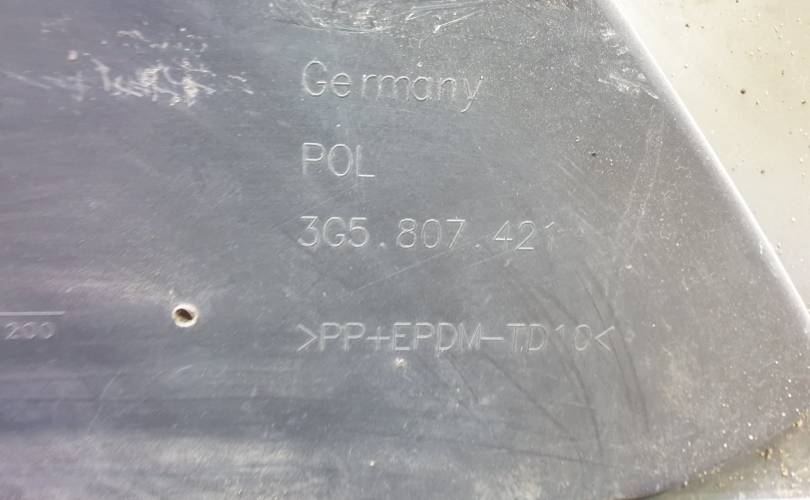 Germany
POL
3G5.807.421
>PP+EPDM-TD10<
200